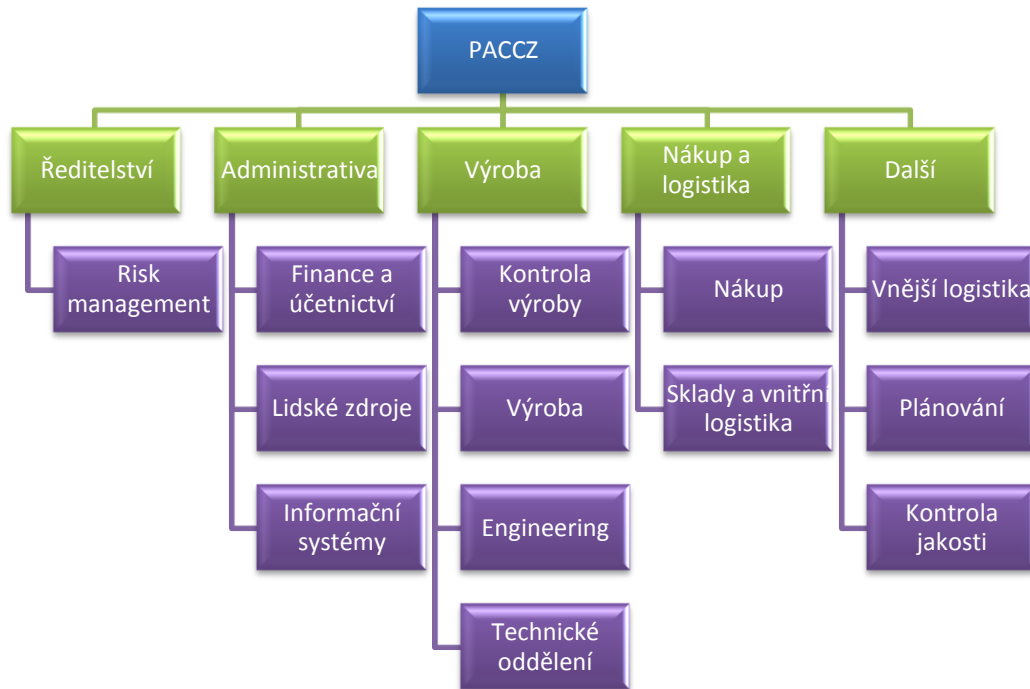 PACCZ
Ředitelství
Administrativa
Výroba
Nákup a
logistika
Další
Risk
management
Finance a
účetnictví
Kontrola
výroby
Nákup
Vnější logistika
Lidské zdroje
Výroba
Sklady a vnitřní
logistika
Plánování
Informační
systémy
Engineering
Kontrola
jakosti
Technické
oddělení